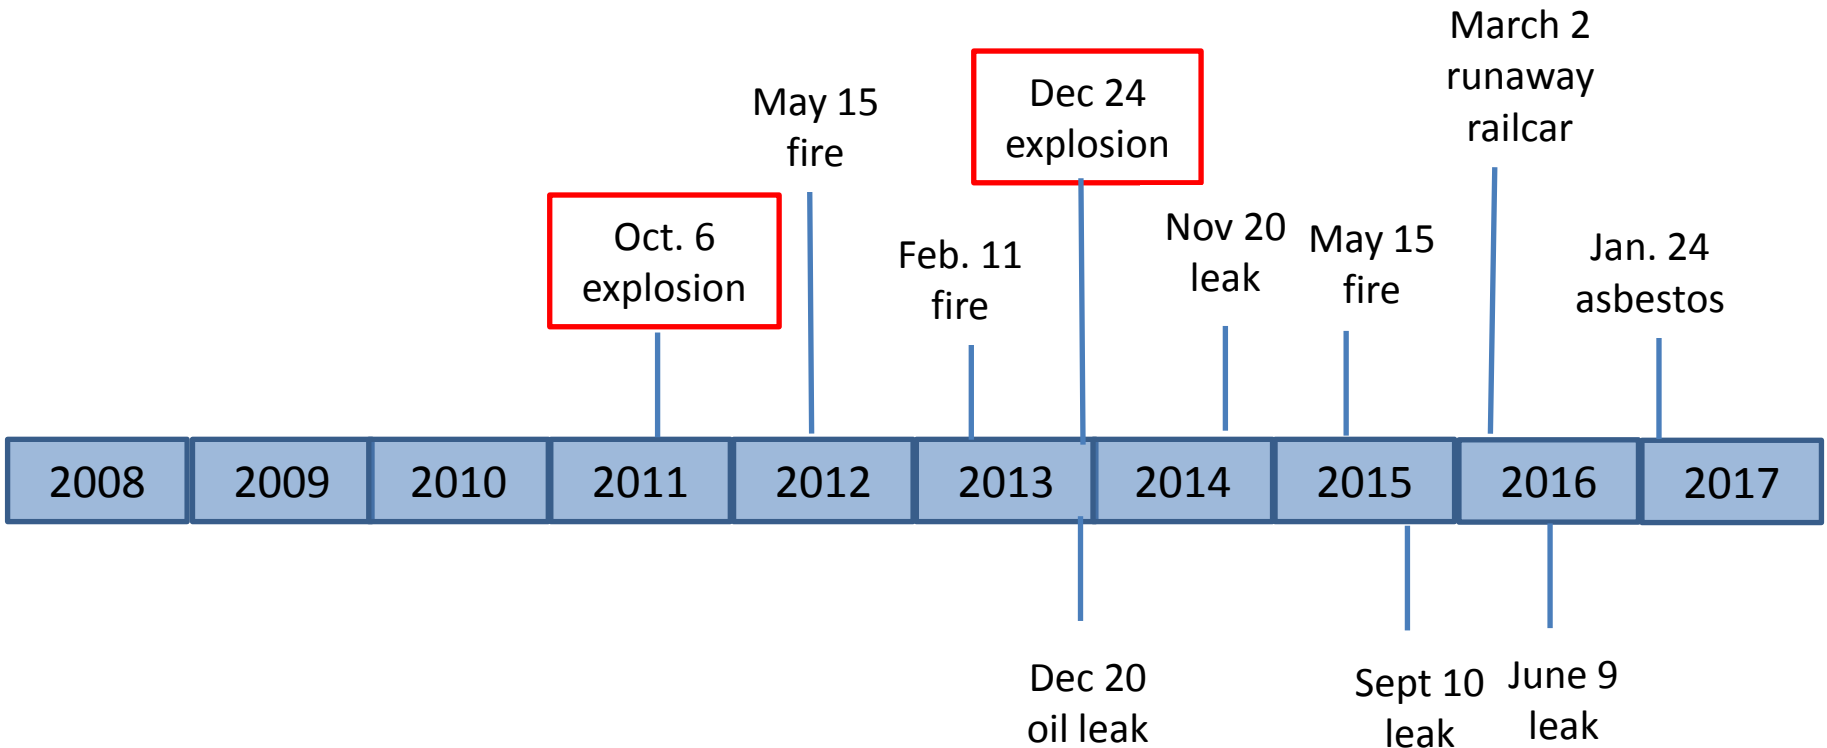 March 2
runaway
railcar
Dec 24
explosion
May 15
fire
Oct. 6
explosion
Feb. 11
fire
Nov 20
leak
May 15
fire
Jan. 24
asbestos
2008 2009 2010 2011 2012 2013 2014 2015 2016 2017
Dec 20
oil leak
Sept 10
leak
June 9
leak